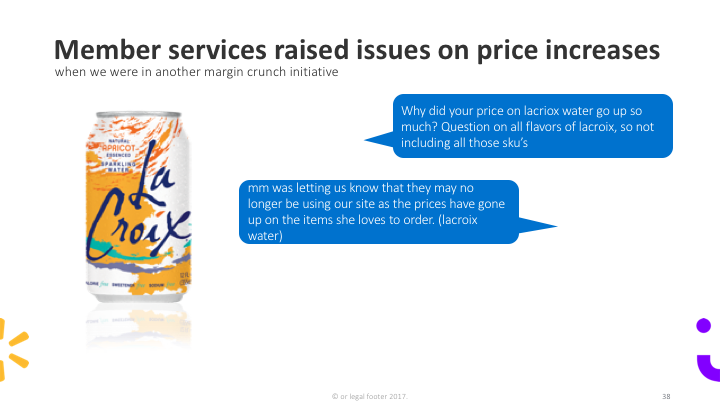 Member services raised issues on price increases
when we were in another margin crunch initiative
Why did your price on lacriox water go up so
much? Question on all flavors of lacroix, so not
including all those sku's
mm was letting us know that they may no
longer be using our site as the prices have gone
up on the items she loves to order. (lacroix
water)
NATURAL
APRICOT
ESSENCED
SPARKLING
WATER
La
Croix
© or legal footer 2017.
38